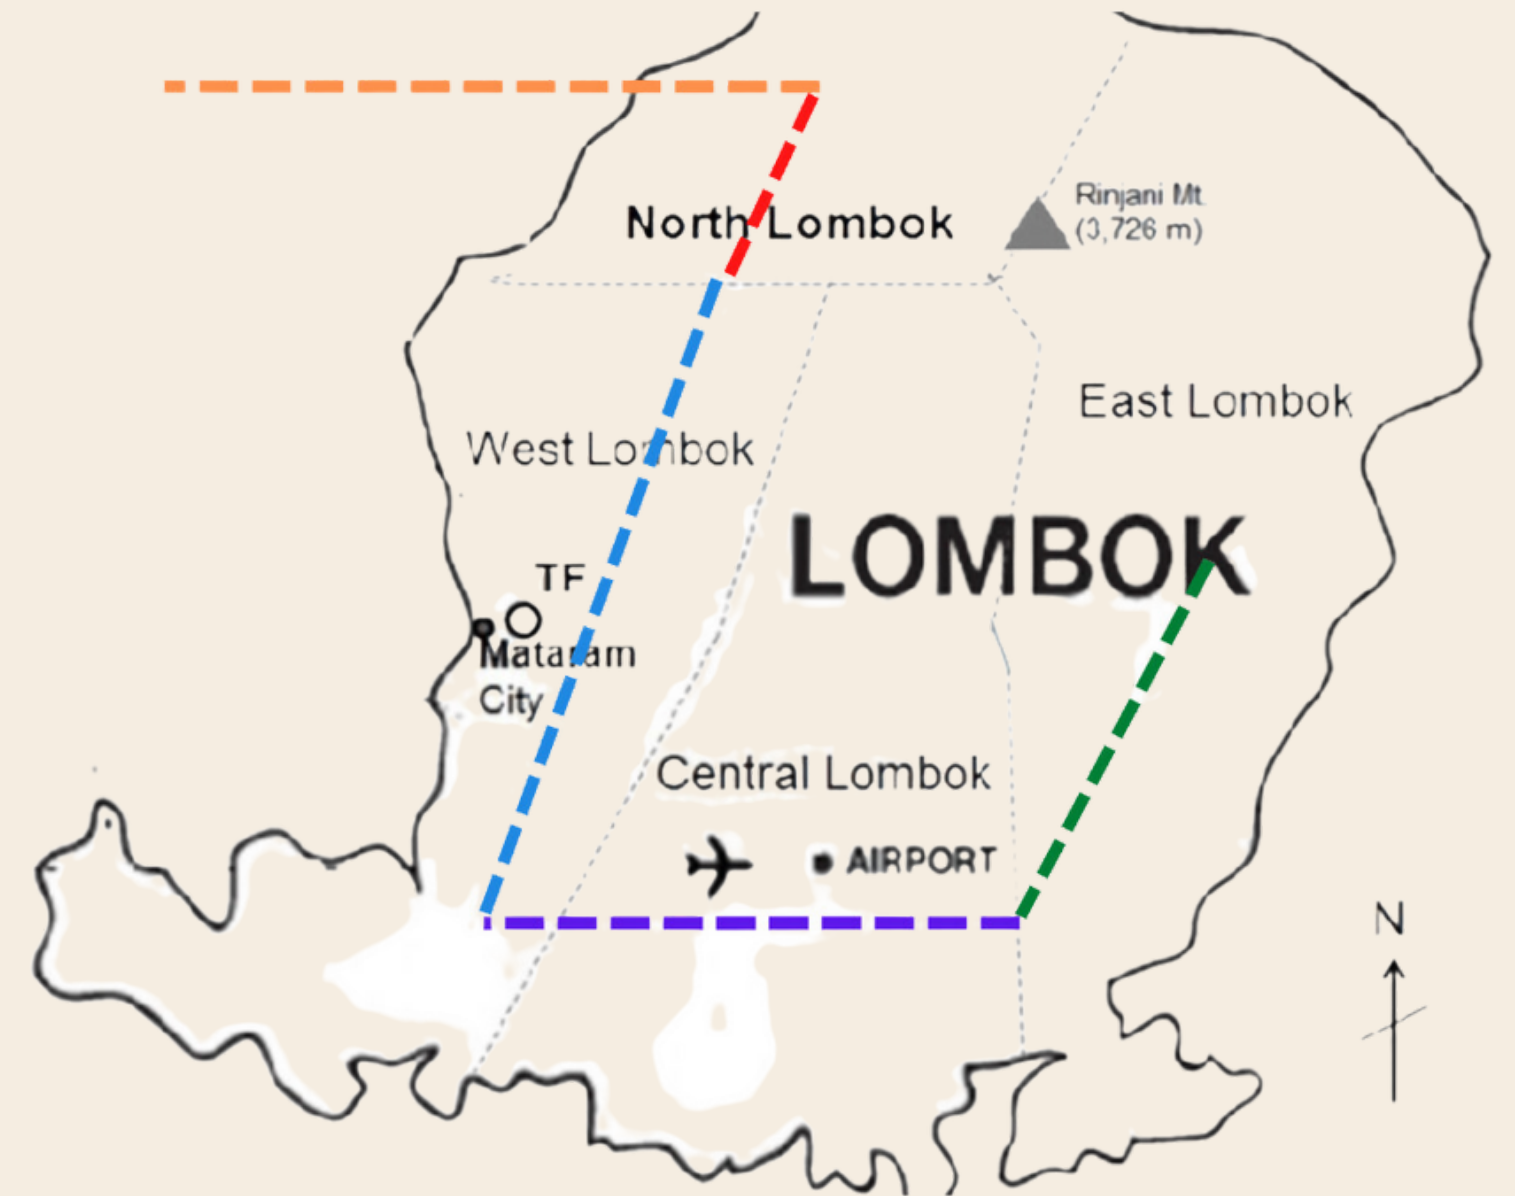 North Lombok
Rinjani Mt.
(3,726 m)
East Lombok
West Lombok
LOMBOK
TF
Mataram
City
Central Lombok
AIRPORT
N